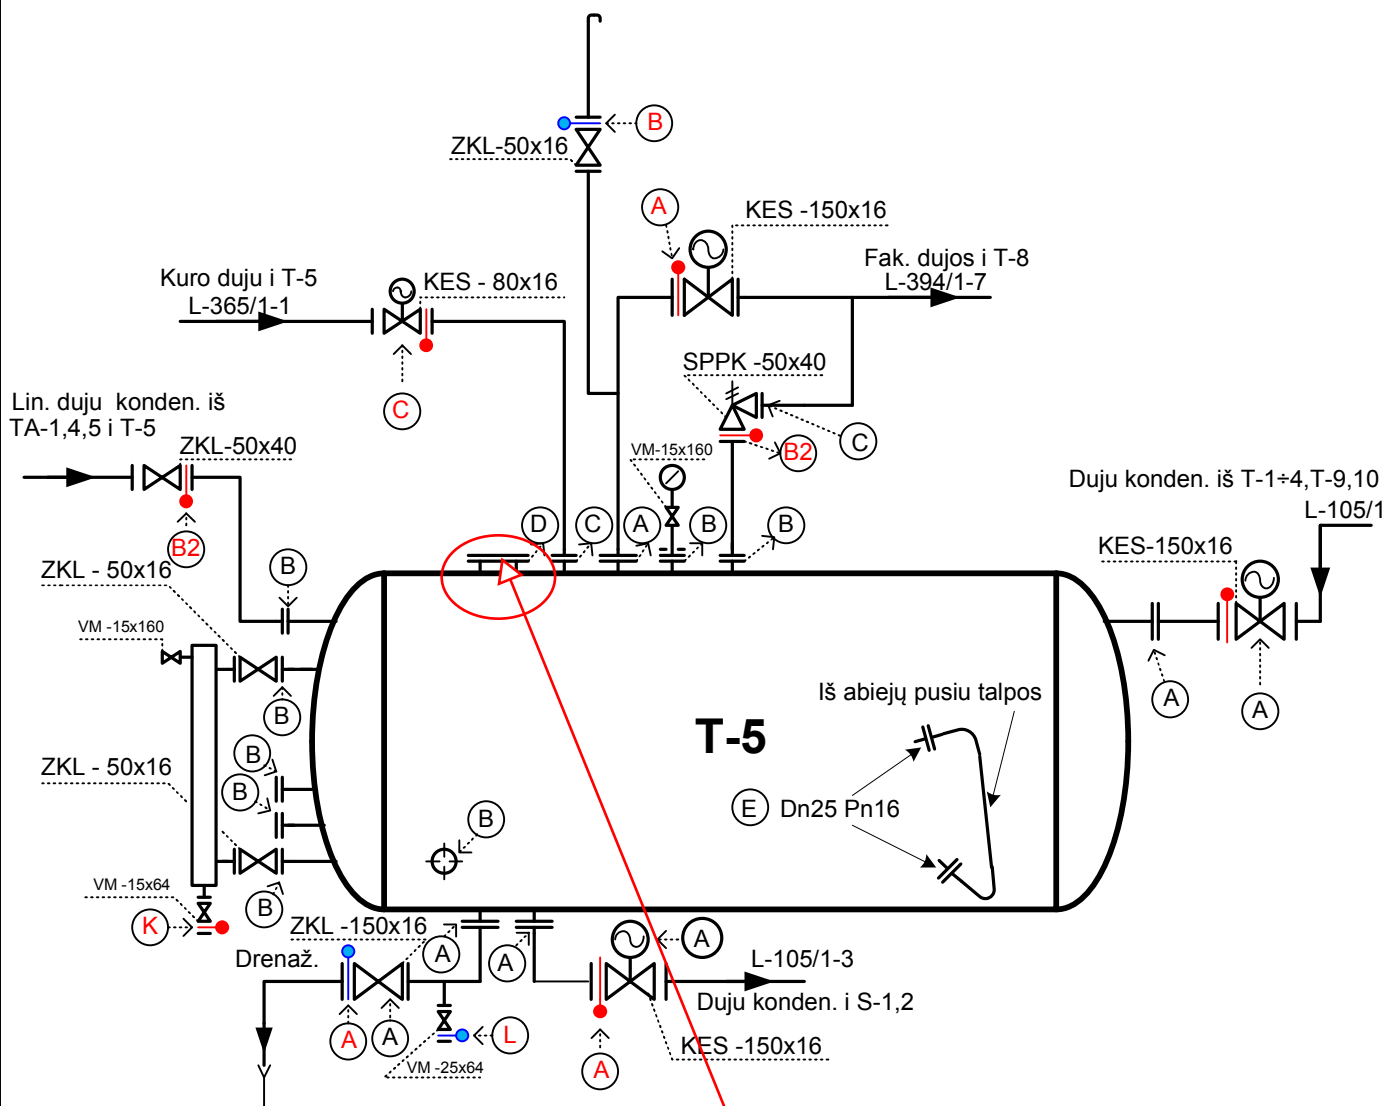 B
ZKL-50x16
A
KES -150x16
Fak. dujos i T-8
L-394/1-7
Kuro duju i T-5
L-365/1-1
KES - 80x16
C
SPPK -50x40
C
B2
VM-15x160
Lin. duju konden. iš
TA-1,4,5 i T-5
ZKL-50x40
B2
Duju konden. iš T-1÷4,T-9,10
L-105/1
KES-150x16
D
C
A
B
B
B
ZKL - 50x16
VM -15x160
B
A
A
Iš abiejų pusiu talpos
T-5
ZKL - 50x16
B
B
E
Dn25 Pn16
B
VM -15x64
B
K
ZKL -150x16
A
A
A
Drenaž.
L-105/1-3
Duju konden. i S-1,2
A
A
L
KES -150x16
VM -25x64
A